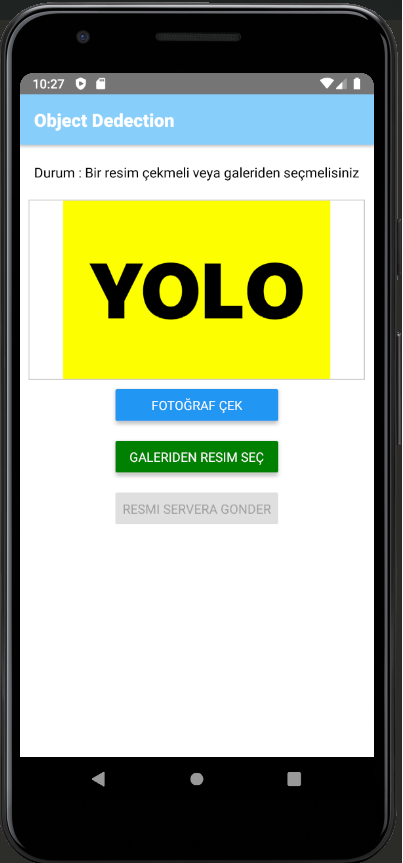 10:27
Object Dedection
Durum : Bir resim çekmeli veya galeriden seçmelisiniz
YOLO
FOTOĞRAF ÇEK
GALERIDEN RESIM SEÇ
RESMI SERVERA GONDER